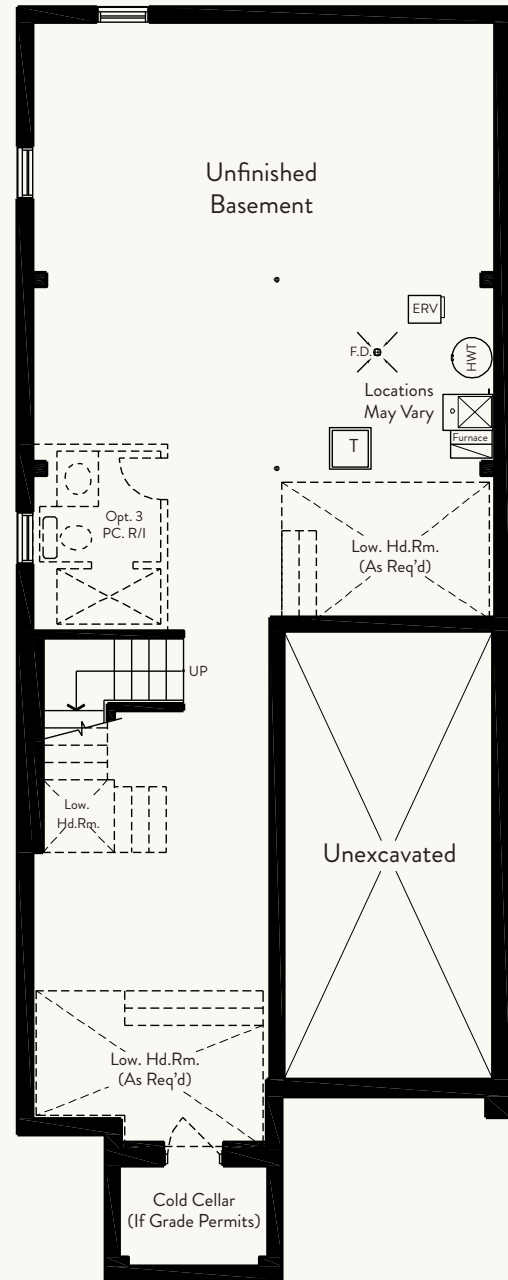 Unfinished
Basement
ERV
F.D.
HWT
Locations
May Vary
Furnace
T
Opt. 3
PC. R/I
Low. Hd.Rm.
(As Req'd)
UP
Low.
Hd.Rm.
Unexcavated
Low. Hd.Rm.
(As Req'd)
Cold Cellar
(If Grade Permits)